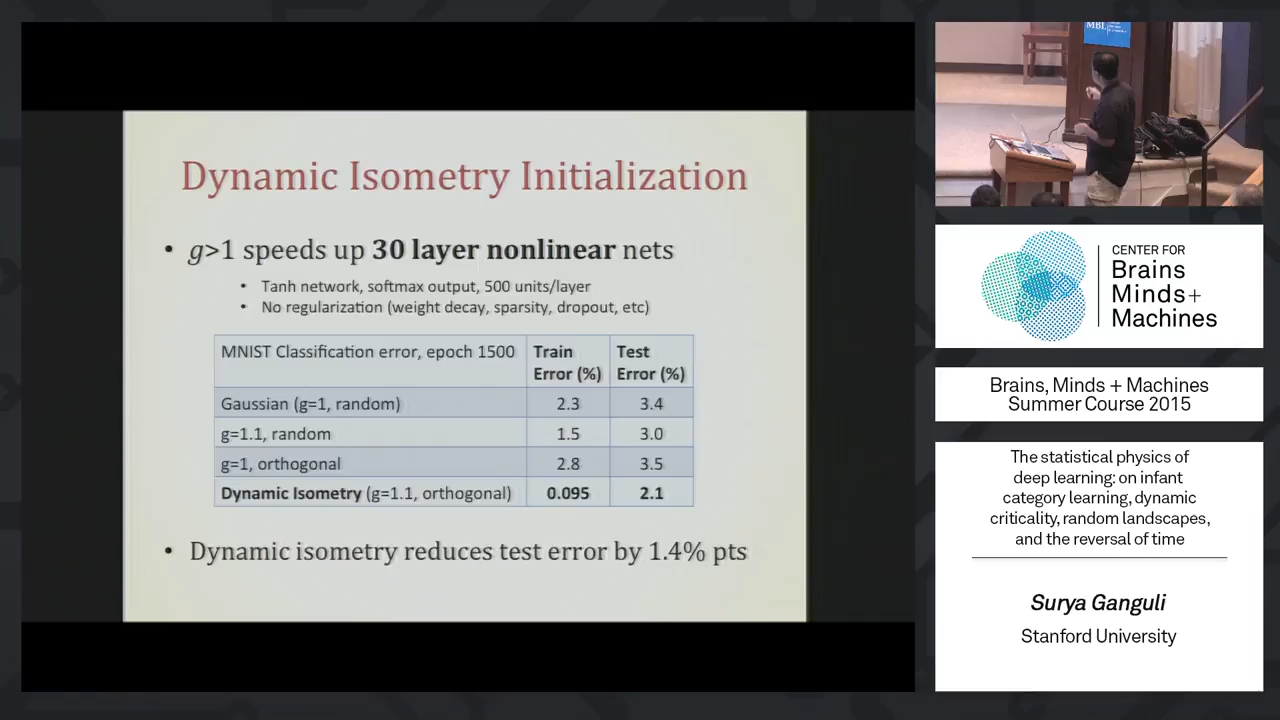 Dynamic Isometry Initialization
• g>1 speeds up 30 layer nonlinear nets
• Tanh network, softmax output, 500 units/layer
• No regularization (weight decay, sparsity, dropout, etc)
MNIST Classification error, epoch 1500 Train Error (%) Test Error (%)
Gaussian (g=1, random) 2.3 3.4
g=1.1, random 1.5 3.0
g=1, orthogonal 2.8 3.5
Dynamic Isometry (g=1.1, orthogonal) 0.095 2.1
• Dynamic isometry reduces test error by 1.4% pts
MBL
CENTER FOR
Brains
Minds+
Machines
Brains, Minds + Machines
Summer Course 2015
The statistical physics of
deep learning: on infant
category learning, dynamic
criticality, random landscapes,
and the reversal of time
Surya Ganguli
Stanford University